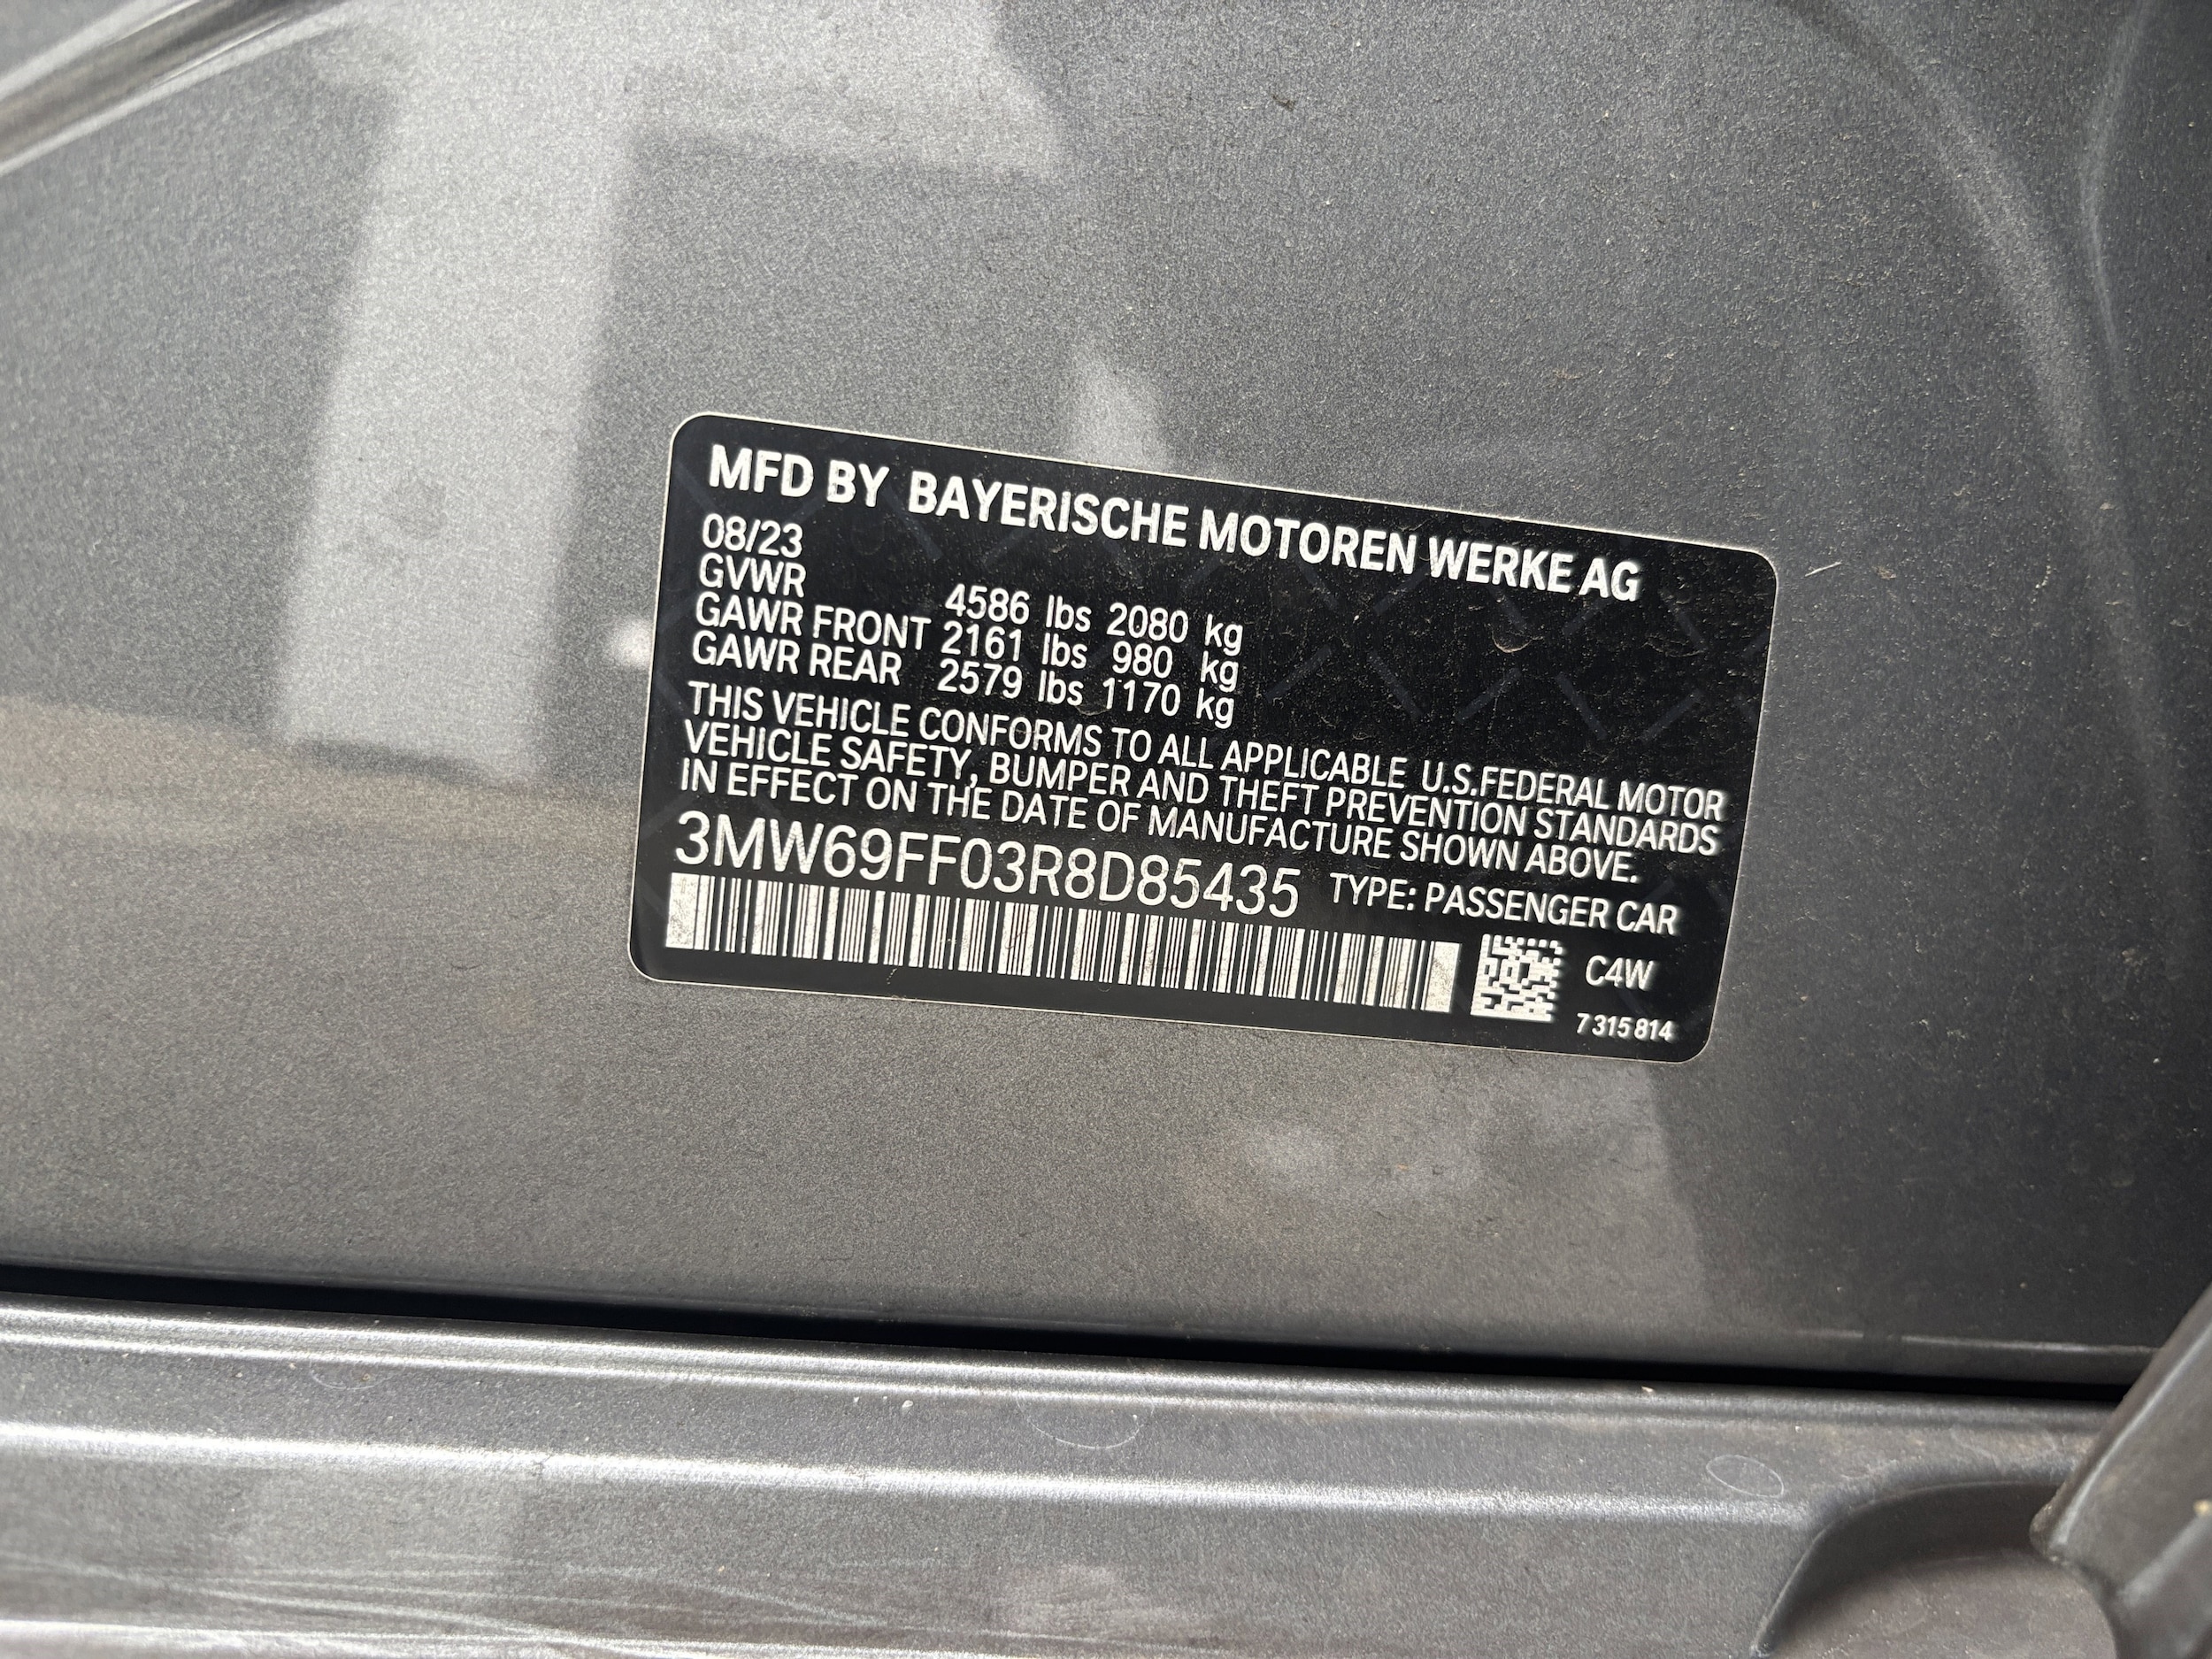 MFD BY BAYERISCHE MOTOREN WERKE AG
08/23
GVWR 4586 lbs 2080 kg
GAWR FRONT 2161 lbs 980 kg
GAWR REAR 2579 lbs 1170 kg
THIS VEHICLE CONFORMS TO ALL APPLICABLE U.S.FEDERAL MOTOR
VEHICLE SAFETY, BUMPER AND THEFT PREVENTION STANDARDS
IN EFFECT ON THE DATE OF MANUFACTURE SHOWN ABOVE.
3MW69FF03R8D85435 TYPE: PASSENGER CAR
C4W
7 315 814